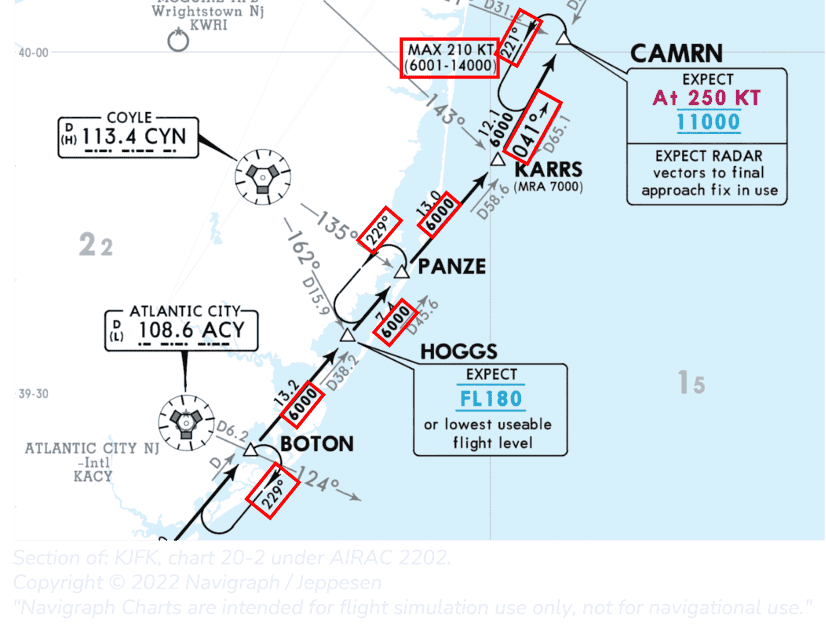 Wrightstown NJ
KWRI
D31.2
40-00
MAX 210 KT
(6001-14000)
221°
CAMRN
EXPECT
At 250 KT
11000
EXPECT RADAR
vectors to final
approach fix in use
COYLE
D
(H)
113.4 CYN
143°
12.1
6000
041°
D65.1
KARRS
(MRA 7000)
D58.6
13.0
6000
135°
229°
162°
22
PANZE
D15.9
7.4
6000
D45.6
ATLANTIC CITY
D
(L)
108.6 ACY
HOGGS
EXPECT
FL180
or lowest useable
flight level
15
39-30
D38.2
13.2
6000
D6.2
BOTON
ATLANTIC CITY NJ
-Intl
KACY
D
124°
229°
Section of: KJFK, chart 20-2 under AIRAC 2202.
Copyright © 2022 Navigraph / Jeppesen
"Navigraph Charts are intended for flight simulation use only, not for navigational use."